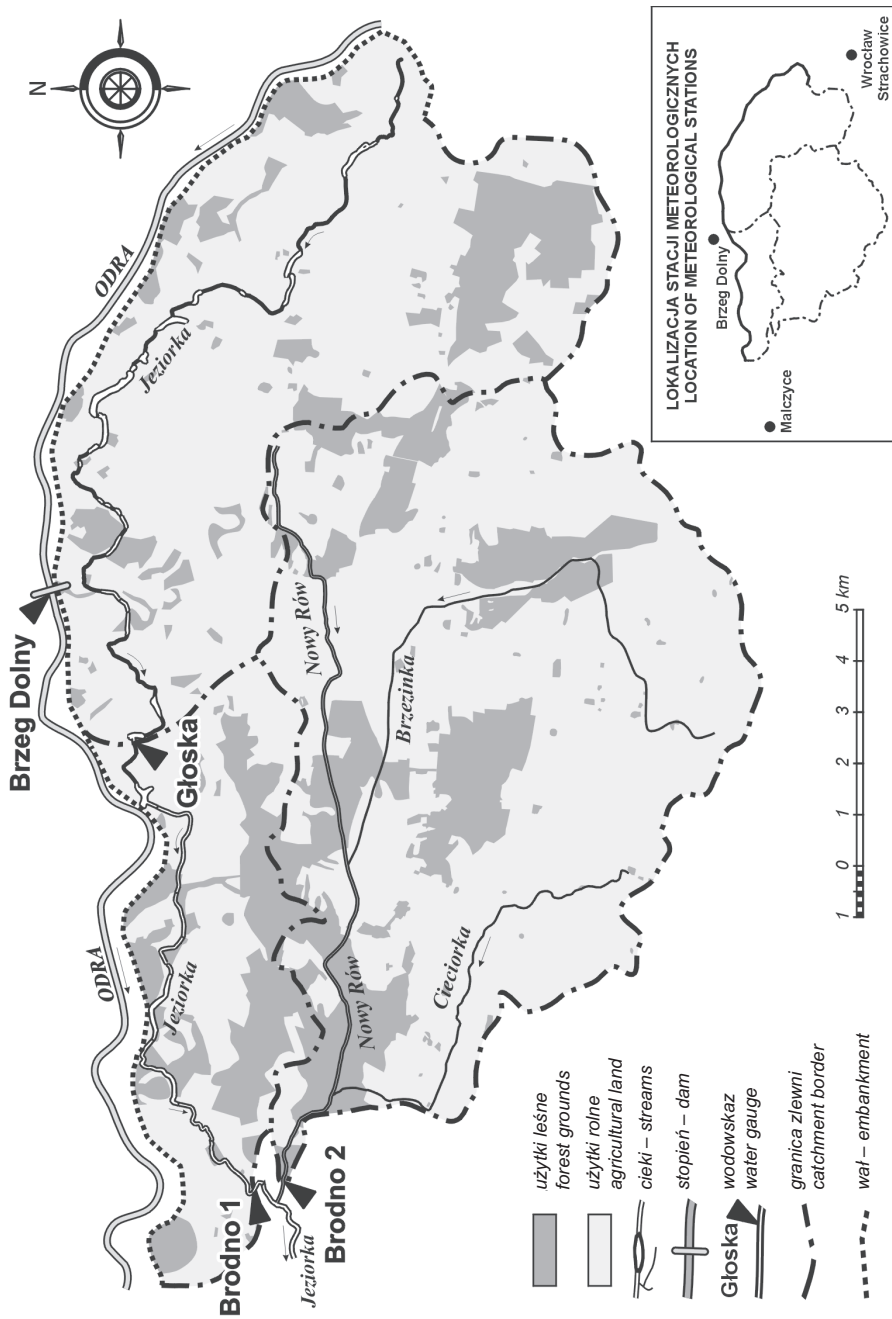 N
ODRA
Jeziorka
Brzeg Dolny
Głoska
Nowy Rów
Brzezinka
ODRA
Jeziorka
Nowy Rów
Cieciorka
Brodno 1
Brodno 2
Jeziorka
użytki leśne
forest grounds
użytki rolne
agricultural land
cieki – streams
stopień – dam
Głoska
wodowskaz
water gauge
granica zlewni
catchment border
wał – embankment
1 0 1 2 3 4 5 km
LOKALIZACJA STACJI METEOROLOGICZNYCH
LOCATION OF METEOROLOGICAL STATIONS
Brzeg Dolny
Malczyce
Wrocław
Strachowice